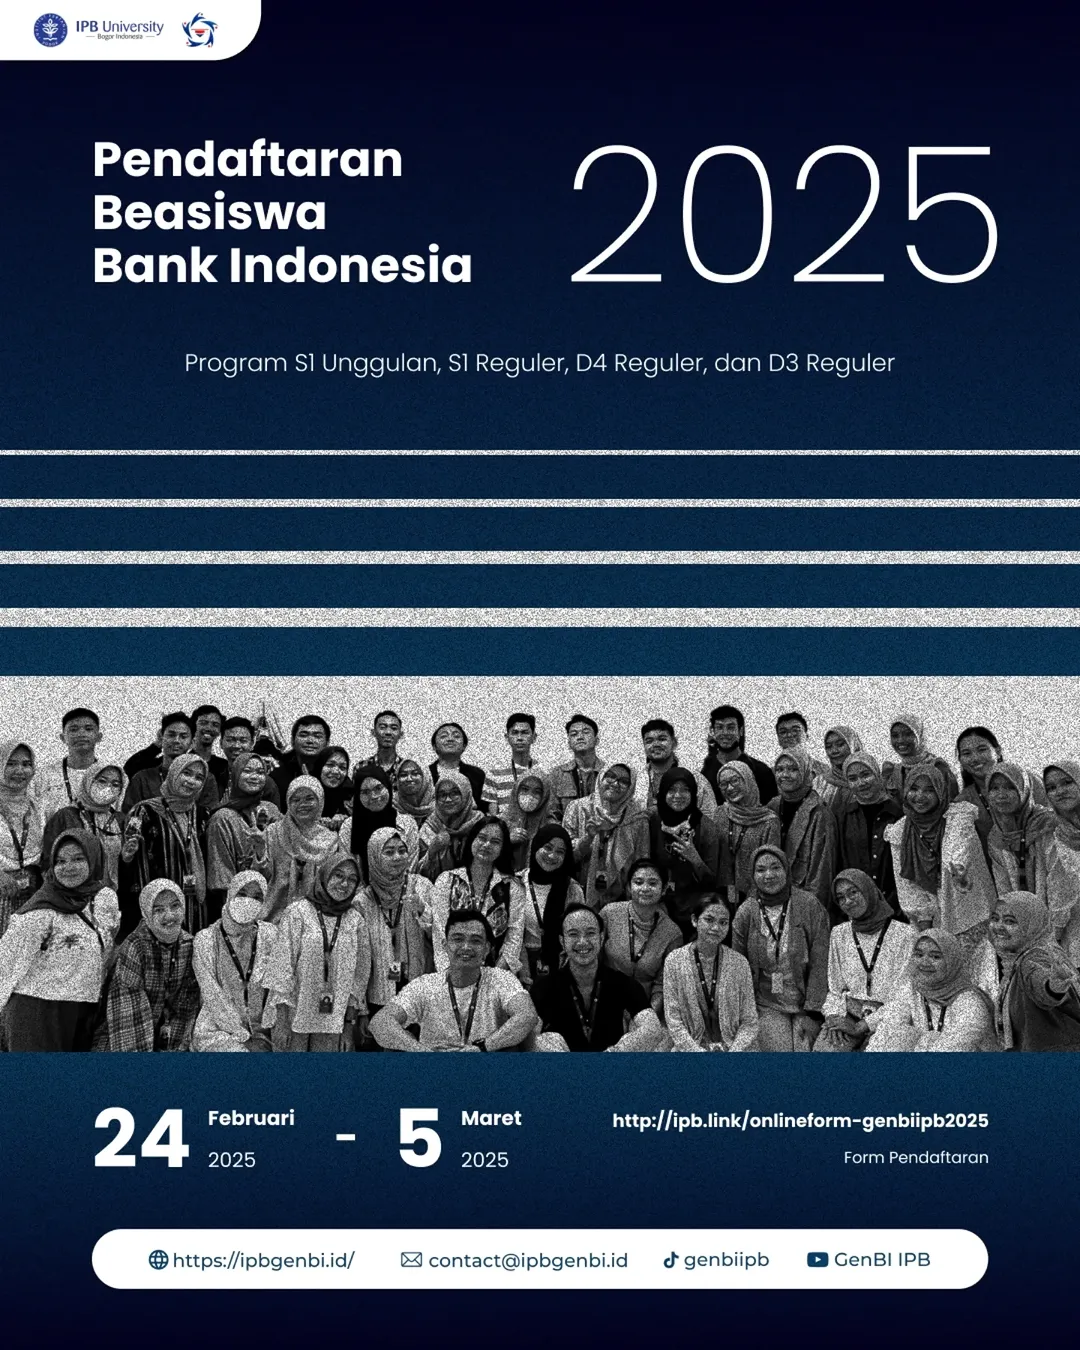 IPB University
Bogor Indonesia
Pendaftaran
Beasiswa
Bank Indonesia
2025
Program S1 Unggulan, S1 Reguler, D4 Reguler, dan D3 Reguler
24 Februari 2025 - 5 Maret 2025
http://ipb.link/onlineform-genbiipb2025
Form Pendaftaran
https://ipbgenbi.id/ contact@ipbgenbi.id genbiipb GenBI IPB